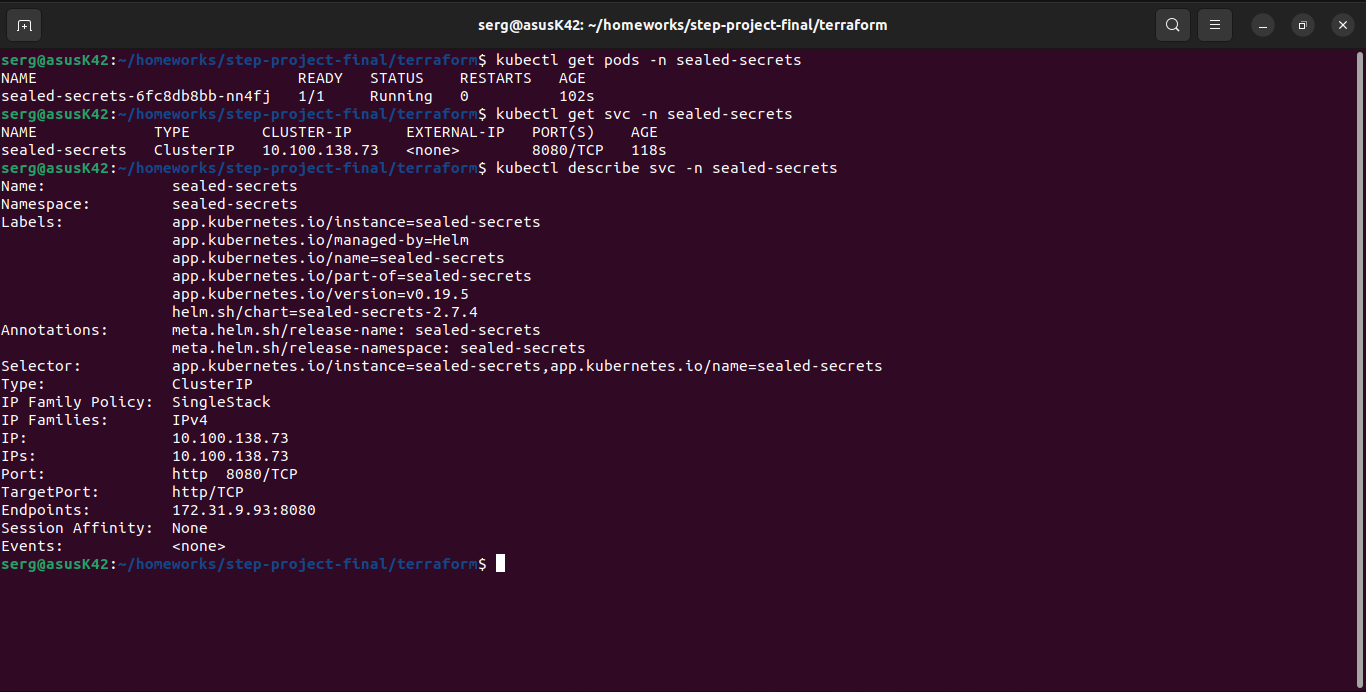 serg@asusK42: ~/homeworks/step-project-final/terraform
serg@asusK42:~/homeworks/step-project-final/terraform$ kubectl get pods -n sealed-secrets
NAME                             READY   STATUS    RESTARTS   AGE
sealed-secrets-6fc8db8bb-nn4fj   1/1     Running   0          102s
serg@asusK42:~/homeworks/step-project-final/terraform$ kubectl get svc -n sealed-secrets
NAME             TYPE        CLUSTER-IP      EXTERNAL-IP   PORT(S)    AGE
sealed-secrets   ClusterIP   10.100.138.73   <none>        8080/TCP   118s
serg@asusK42:~/homeworks/step-project-final/terraform$ kubectl describe svc -n sealed-secrets
Name:              sealed-secrets
Namespace:         sealed-secrets
Labels:            app.kubernetes.io/instance=sealed-secrets
                   app.kubernetes.io/managed-by=Helm
                   app.kubernetes.io/name=sealed-secrets
                   app.kubernetes.io/part-of=sealed-secrets
                   app.kubernetes.io/version=v0.19.5
                   helm.sh/chart=sealed-secrets-2.7.4
Annotations:       meta.helm.sh/release-name: sealed-secrets
                   meta.helm.sh/release-namespace: sealed-secrets
Selector:          app.kubernetes.io/instance=sealed-secrets,app.kubernetes.io/name=sealed-secrets
Type:              ClusterIP
IP Family Policy:  SingleStack
IP Families:       IPv4
IP:                10.100.138.73
IPs:               10.100.138.73
Port:              http  8080/TCP
TargetPort:        http/TCP
Endpoints:         172.31.9.93:8080
Session Affinity:  None
Events:            <none>
serg@asusK42:~/homeworks/step-project-final/terraform$